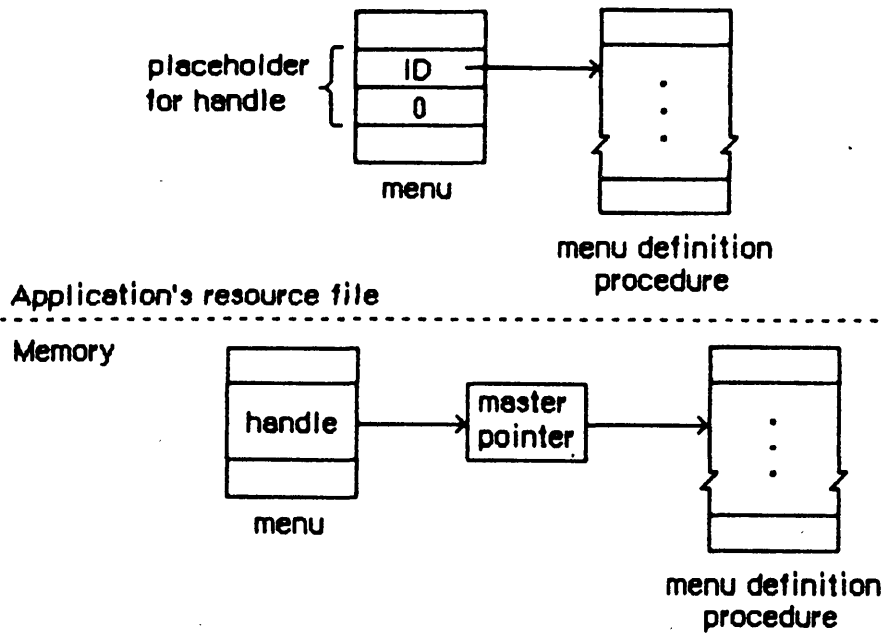 placeholder
for handle
ID
0
menu
menu definition
procedure
Application's resource file
Memory
handle
master
pointer
menu
menu definition
procedure